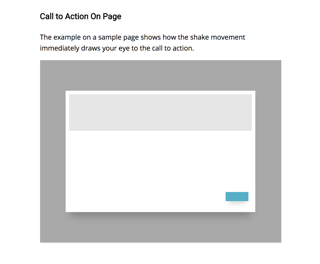 Call to Action On Page
The example on a sample page shows how the shake movement
immediately draws your eye to the call to action.